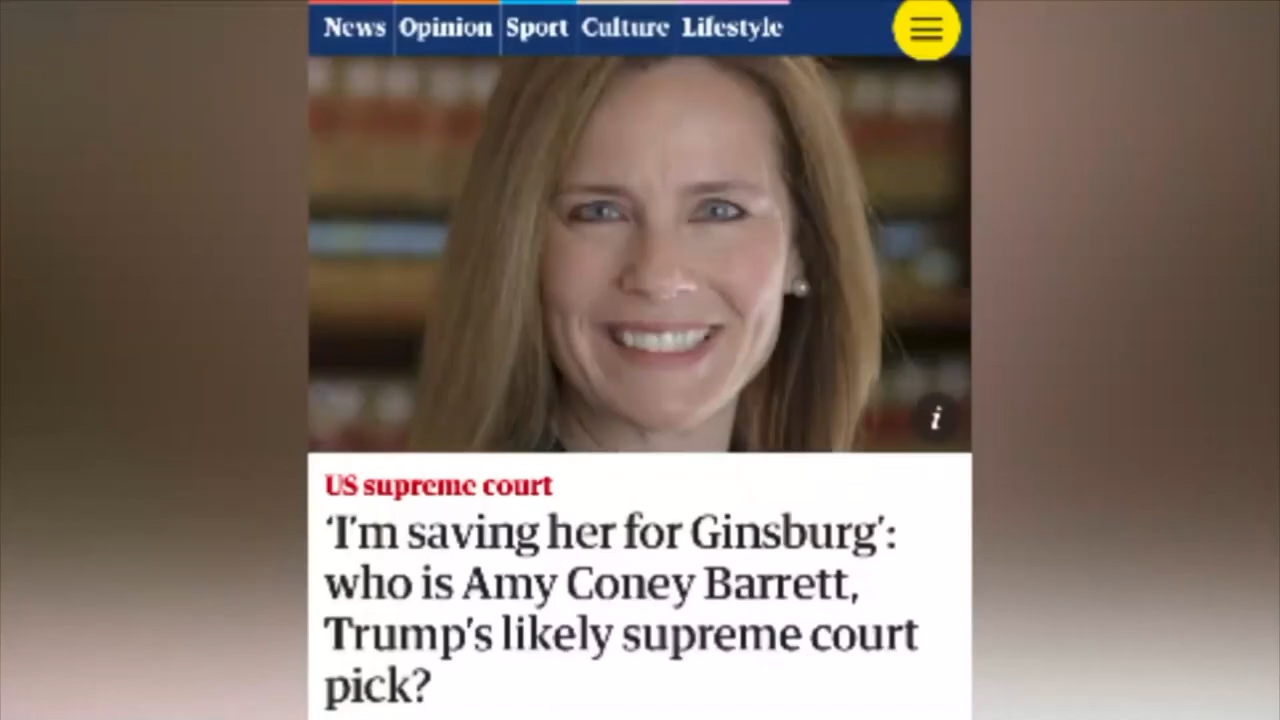 News Opinion Sport Culture Lifestyle
i
US supreme court
‘I’m saving her for Ginsburg’:
who is Amy Coney Barrett,
Trump’s likely supreme court
pick?